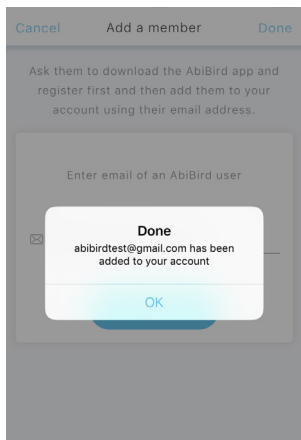 Cancel Add a member Done
Ask them to download the AbiBird app and
register first and then add them to your
account using their email address.
Enter email of an AbiBird user
Done
abibirdtest@gmail.com has been
added to your account
OK